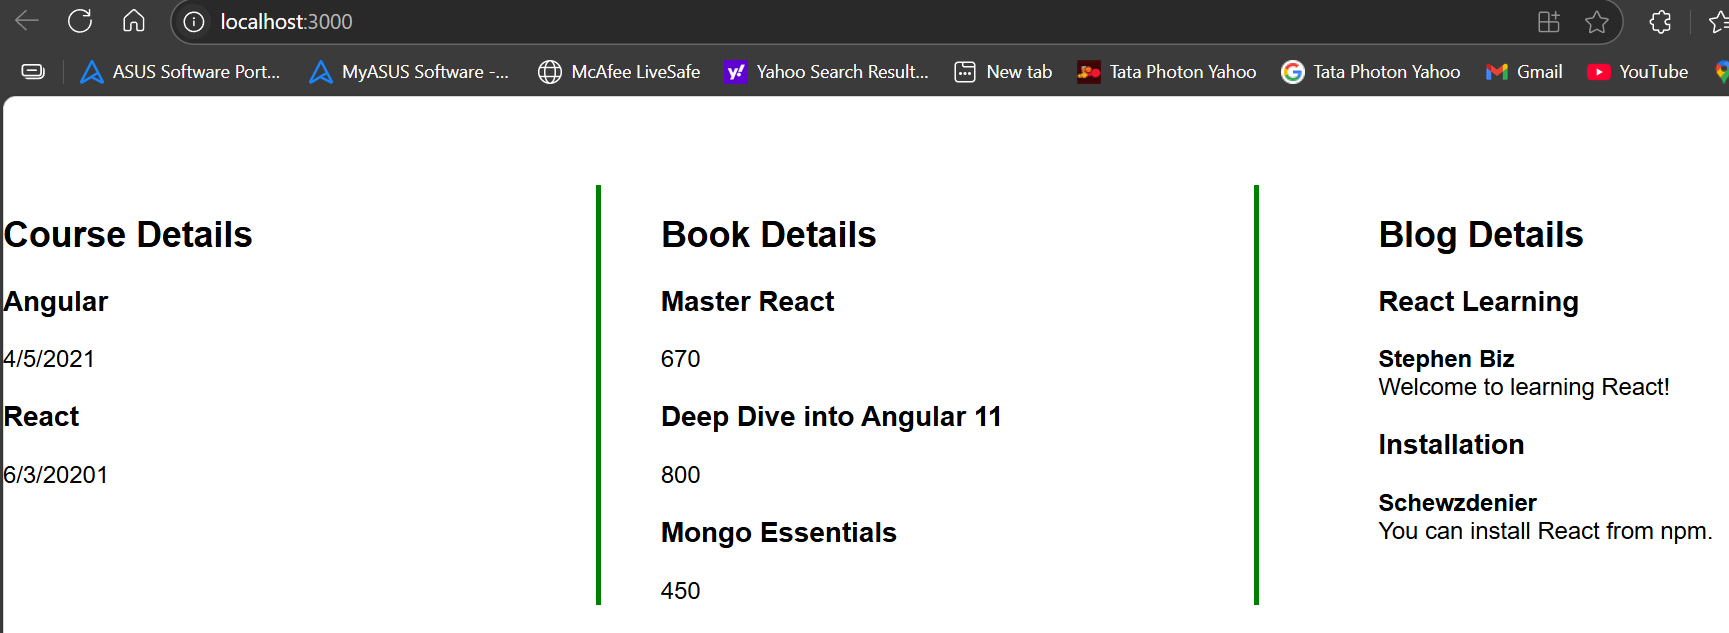 localhost:3000
ASUS Software Port...
MyASUS Software -...
McAfee LiveSafe
Yahoo Search Result...
New tab
Tata Photon Yahoo
Tata Photon Yahoo
Gmail
YouTube
Course Details
Angular
4/5/2021
React
6/3/20201
Book Details
Master React
670
Deep Dive into Angular 11
800
Mongo Essentials
450
Blog Details
React Learning
Stephen Biz
Welcome to learning React!
Installation
Schewzdenier
You can install React from npm.